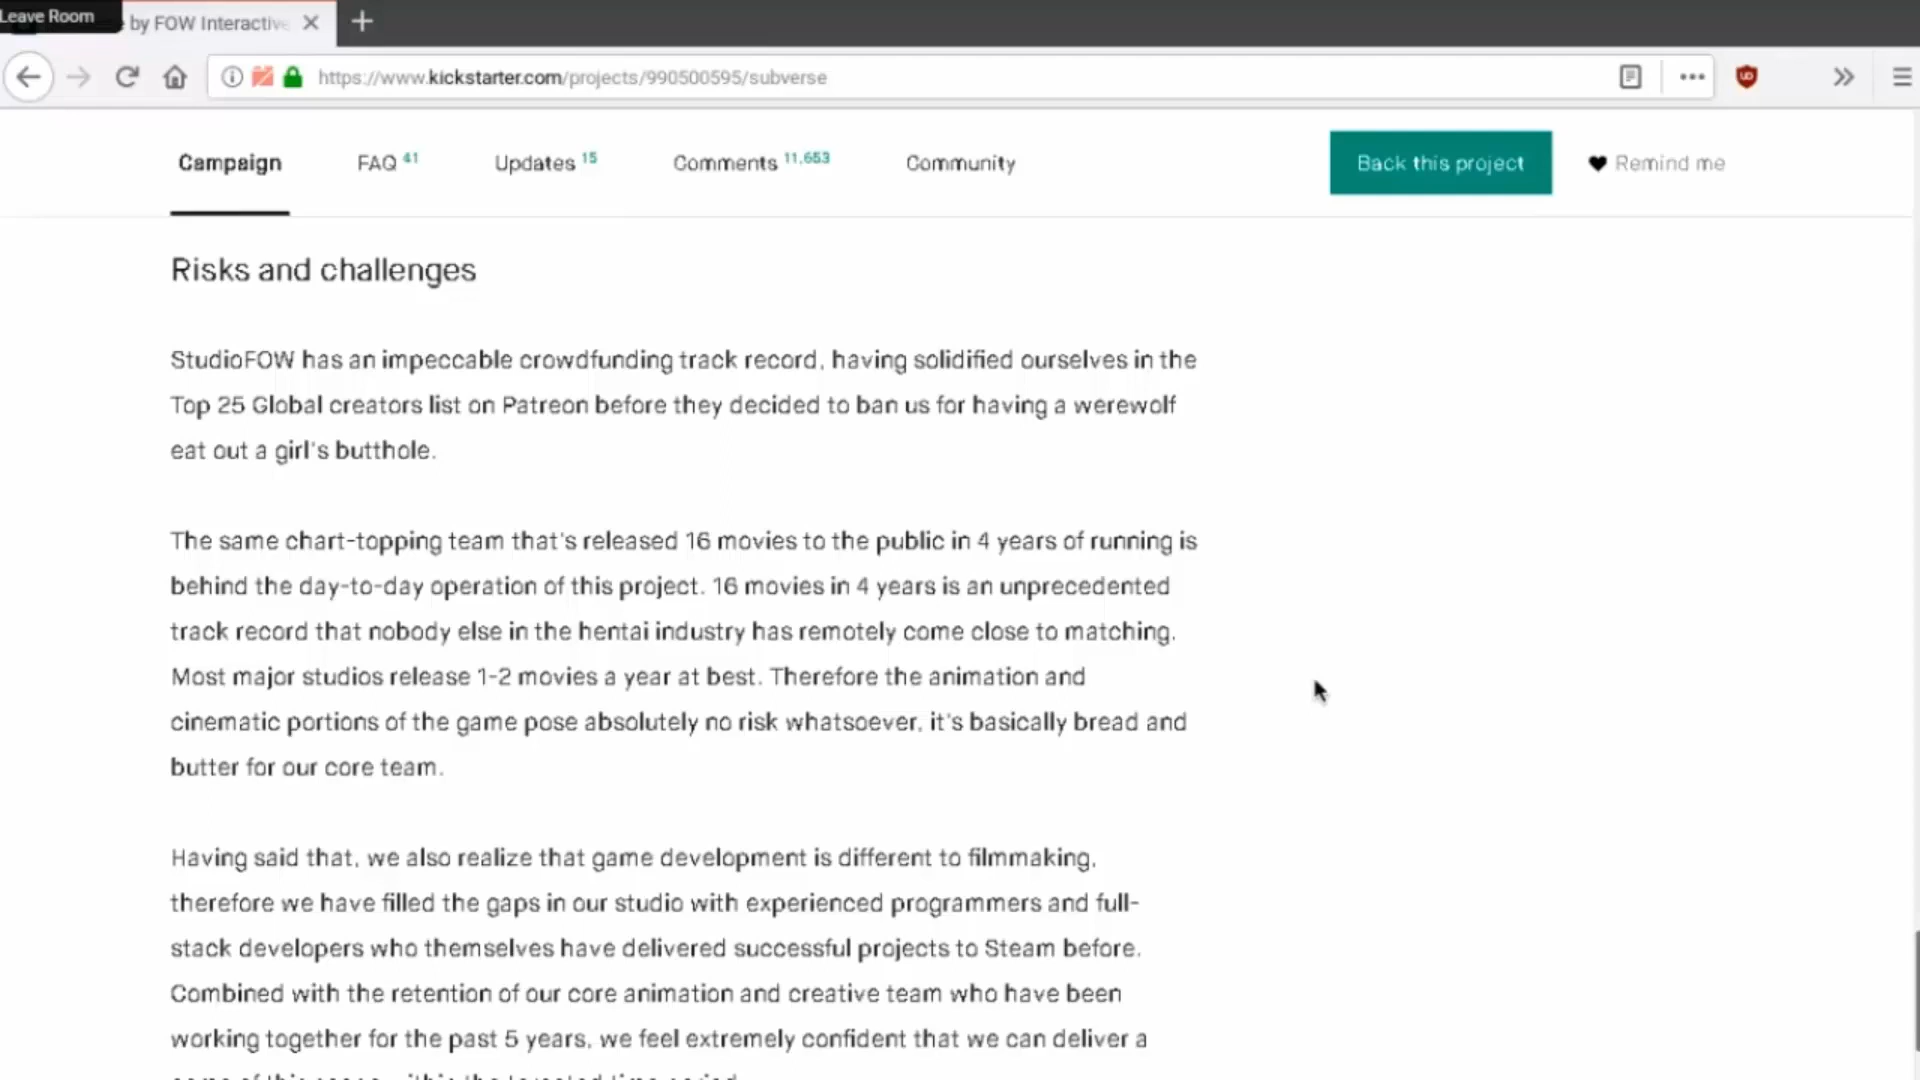 Leave Room
by FOW Interactive
https://www.kickstarter.com/projects/990500595/subverse
Campaign FAQ 41 Updates 15 Comments 11,653 Community Back this project Remind me
Risks and challenges
StudioFOW has an impeccable crowdfunding track record, having solidified ourselves in the
Top 25 Global creators list on Patreon before they decided to ban us for having a werewolf
eat out a girl's butthole.
The same chart-topping team that's released 16 movies to the public in 4 years of running is
behind the day-to-day operation of this project. 16 movies in 4 years is an unprecedented
track record that nobody else in the hentai industry has remotely come close to matching.
Most major studios release 1-2 movies a year at best. Therefore the animation and
cinematic portions of the game pose absolutely no risk whatsoever, it's basically bread and
butter for our core team.
Having said that, we also realize that game development is different to filmmaking,
therefore we have filled the gaps in our studio with experienced programmers and full-
stack developers who themselves have delivered successful projects to Steam before.
Combined with the retention of our core animation and creative team who have been
working together for the past 5 years, we feel extremely confident that we can deliver a